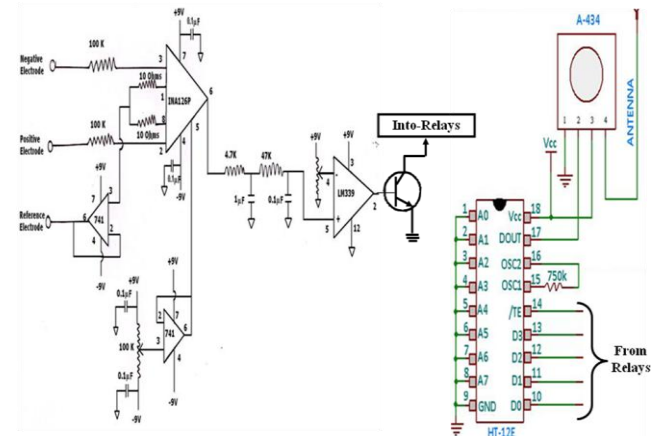 +9V
0.1µF
7
100 K
Negative
Electrode
3
10 Ohms
1
INA126P
8
10 Ohms
6
100 K
Positive
Electrode
2
4
5
0.1µF
-9V
+9V
7
3
741
6
2
4
Reference
Electrode
-9V
+9V
0.1µF
100 K
0.1µF
-9V
+9V
2
7
741
3
6
4
-9V
4.7K
47K
1µF
0.1µF
+9V
+9V
3
4
-
LM339
2
+
5
12
Into-Relays
A-434
1
2
3
4
ANTENNA
Vcc
1
A0
Vcc
18
2
A1
DOUT
17
3
A2
OSC2
16
4
A3
OSC1
15
750k
5
A4
/TE
14
6
A5
D3
13
7
A6
D2
12
8
A7
D1
11
9
GND
D0
10
HT-12E
From
Relays